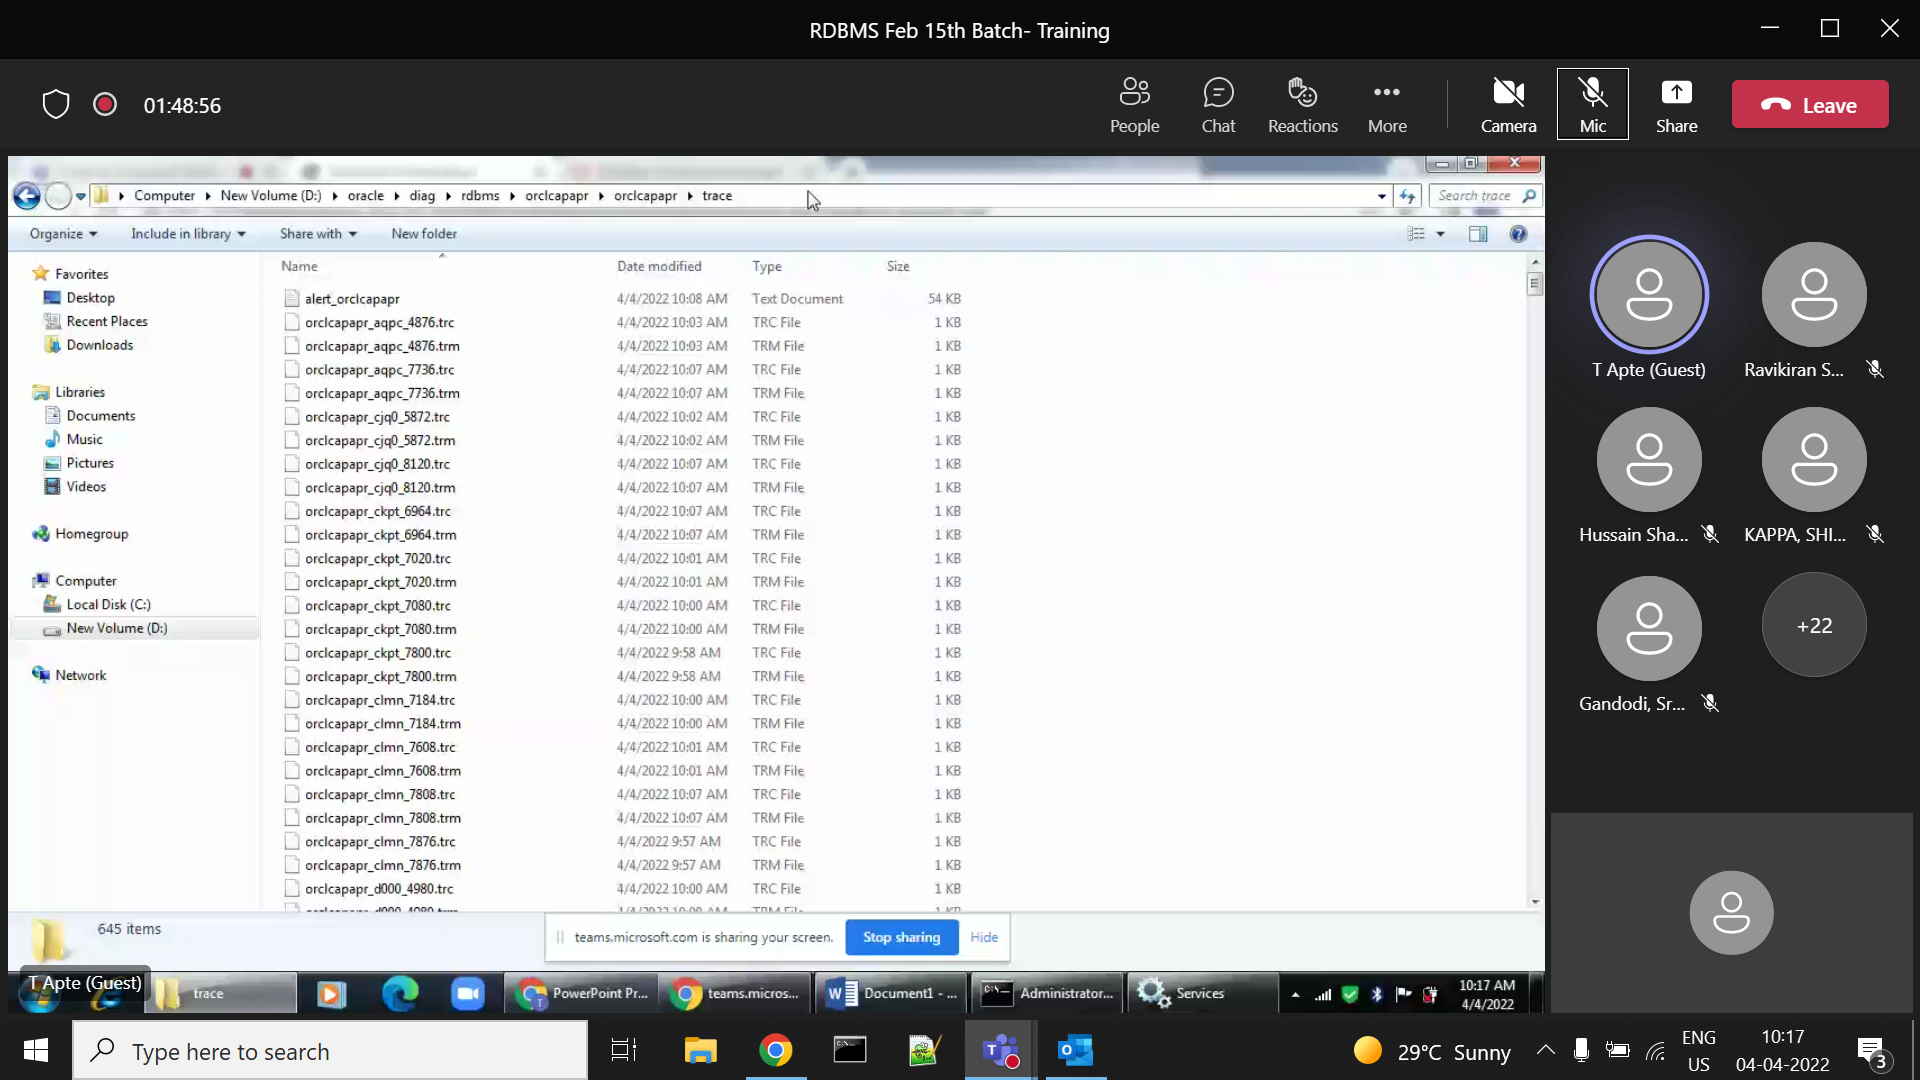 RDBMS Feb 15th Batch- Training
01:48:56
People
Chat
Reactions
More
Camera
Mic
Share
Leave
Computer New Volume (D:) oracle diag rdbms orclcapapr orclcapapr trace
Search trace
Organize Include in library Share with New folder
Name Date modified Type Size
Favorites
Desktop
Recent Places
Downloads
Libraries
Documents
Music
Pictures
Videos
Homegroup
Computer
Local Disk (C:)
New Volume (D:)
Network
alert_orclcapapr 4/4/2022 10:08 AM Text Document 54 KB
orclcapapr_aqpc_4876.trc 4/4/2022 10:03 AM TRC File 1 KB
orclcapapr_aqpc_4876.trm 4/4/2022 10:03 AM TRM File 1 KB
orclcapapr_aqpc_7736.trc 4/4/2022 10:07 AM TRC File 1 KB
orclcapapr_aqpc_7736.trm 4/4/2022 10:07 AM TRM File 1 KB
orclcapapr_cjq0_5872.trc 4/4/2022 10:02 AM TRC File 1 KB
orclcapapr_cjq0_5872.trm 4/4/2022 10:02 AM TRM File 1 KB
orclcapapr_cjq0_8120.trc 4/4/2022 10:07 AM TRC File 1 KB
orclcapapr_cjq0_8120.trm 4/4/2022 10:07 AM TRM File 1 KB
orclcapapr_ckpt_6964.trc 4/4/2022 10:07 AM TRC File 1 KB
orclcapapr_ckpt_6964.trm 4/4/2022 10:07 AM TRM File 1 KB
orclcapapr_ckpt_7020.trc 4/4/2022 10:01 AM TRC File 1 KB
orclcapapr_ckpt_7020.trm 4/4/2022 10:01 AM TRM File 1 KB
orclcapapr_ckpt_7080.trc 4/4/2022 10:00 AM TRC File 1 KB
orclcapapr_ckpt_7080.trm 4/4/2022 10:00 AM TRM File 1 KB
orclcapapr_ckpt_7800.trc 4/4/2022 9:58 AM TRC File 1 KB
orclcapapr_ckpt_7800.trm 4/4/2022 9:58 AM TRM File 1 KB
orclcapapr_clmn_7184.trc 4/4/2022 10:00 AM TRC File 1 KB
orclcapapr_clmn_7184.trm 4/4/2022 10:00 AM TRM File 1 KB
orclcapapr_clmn_7608.trc 4/4/2022 10:01 AM TRC File 1 KB
orclcapapr_clmn_7608.trm 4/4/2022 10:01 AM TRM File 1 KB
orclcapapr_clmn_7808.trc 4/4/2022 10:07 AM TRC File 1 KB
orclcapapr_clmn_7808.trm 4/4/2022 10:07 AM TRM File 1 KB
orclcapapr_clmn_7876.trc 4/4/2022 9:57 AM TRC File 1 KB
orclcapapr_clmn_7876.trm 4/4/2022 9:57 AM TRM File 1 KB
orclcapapr_d000_4980.trc 4/4/2022 10:00 AM TRC File 1 KB
645 items
teams.microsoft.com is sharing your screen. Stop sharing Hide
T Apte (Guest)
trace
PowerPoint Pr...
teams.micros...
Document1 - ...
Administrator...
Services
10:17 AM
4/4/2022
T Apte (Guest)
Ravikiran S...
Hussain Sha...
KAPPA, SHI...
Gandodi, Sr...
+22
Type here to search
29°C Sunny
ENG
US
10:17
04-04-2022
3